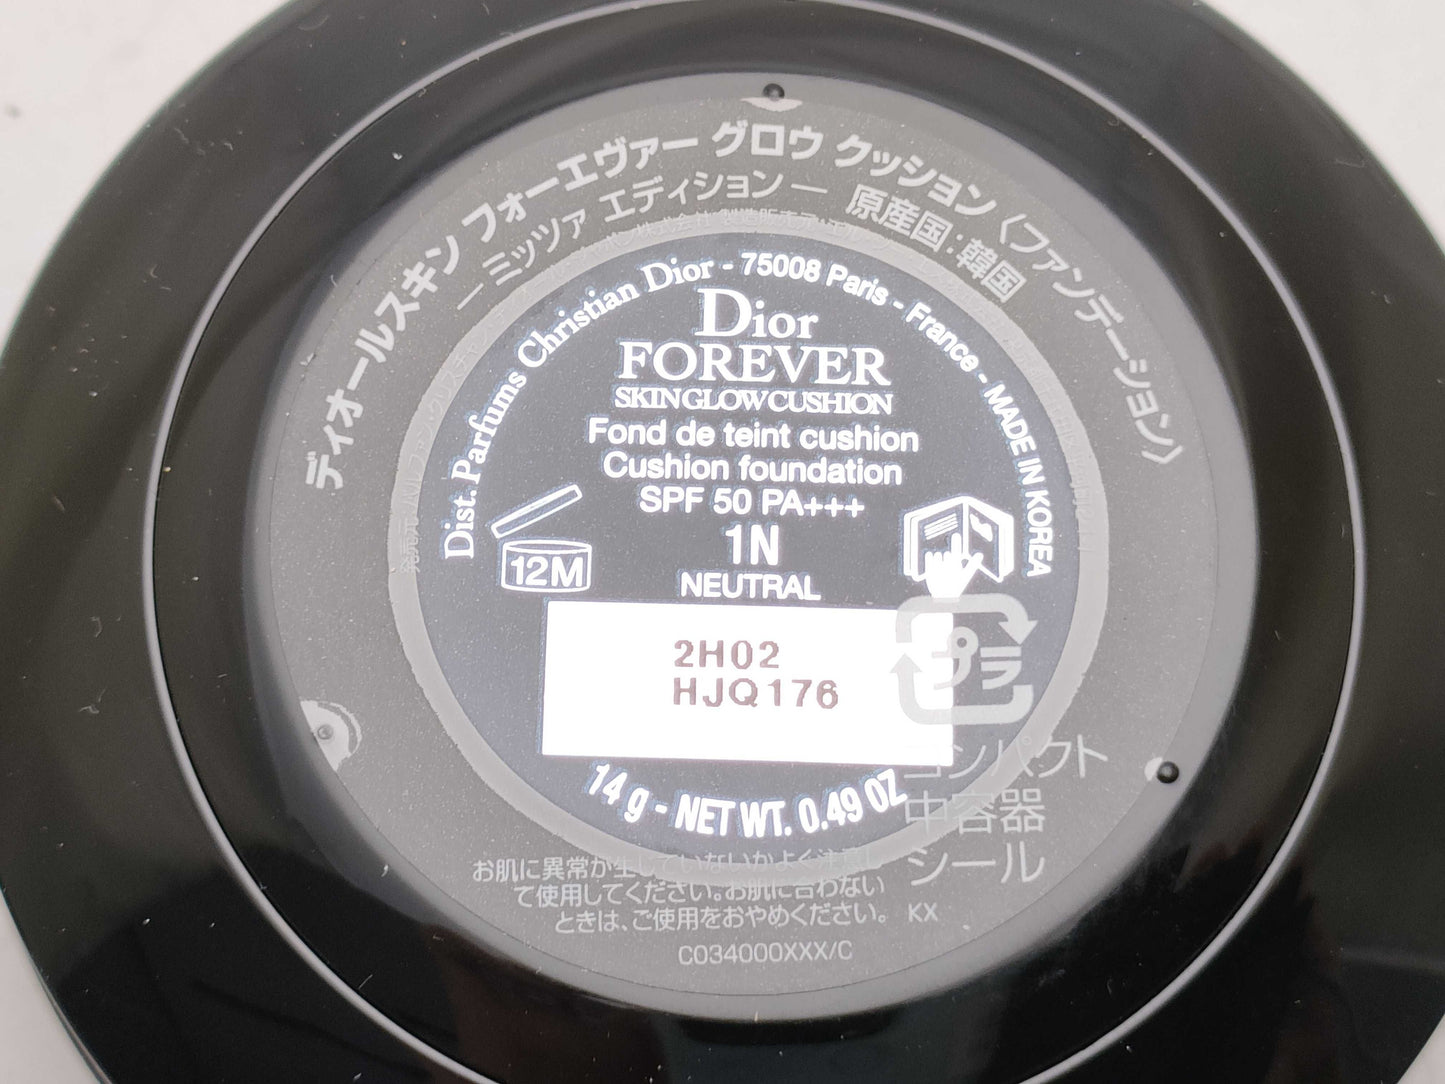 ディオールスキン フォーエヴァー グロウ クッション〈ファンデーション〉
－ミッツァ エディション－ 原産国：韓国
Dist. Parfums Christian Dior - 75008 Paris - France - MADE IN KOREA
Dior
FOREVER
SKIN GLOW CUSHION
Fond de teint cushion
Cushion foundation
SPF 50 PA+++
1N
NEUTRAL
12M
2H02
HJQ176
プラ
14 g - NET WT. 0.49 OZ
コンパクト
中容器
シール
お肌に異常が生じていないかよく注意し
て使用してください。お肌に合わない
ときは、ご使用をおやめください。 KX
C034000XXX/C